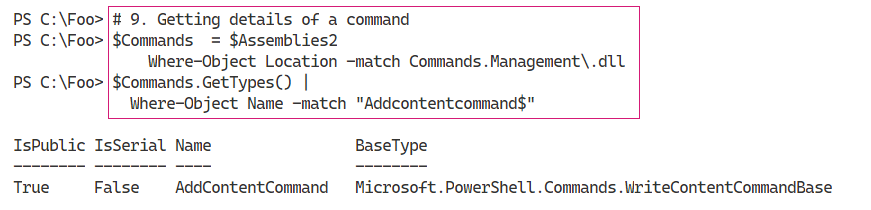 PS C:\Foo> # 9. Getting details of a command
PS C:\Foo> $Commands  = $Assemblies2
               Where-Object Location -match Commands.Management\.dll
PS C:\Foo> $Commands.GetTypes() |
             Where-Object Name -match "Addcontentcommand$"
IsPublic IsSerial Name                BaseType
-------- -------- ----                --------
True     False    AddContentCommand   Microsoft.PowerShell.Commands.WriteContentCommandBase